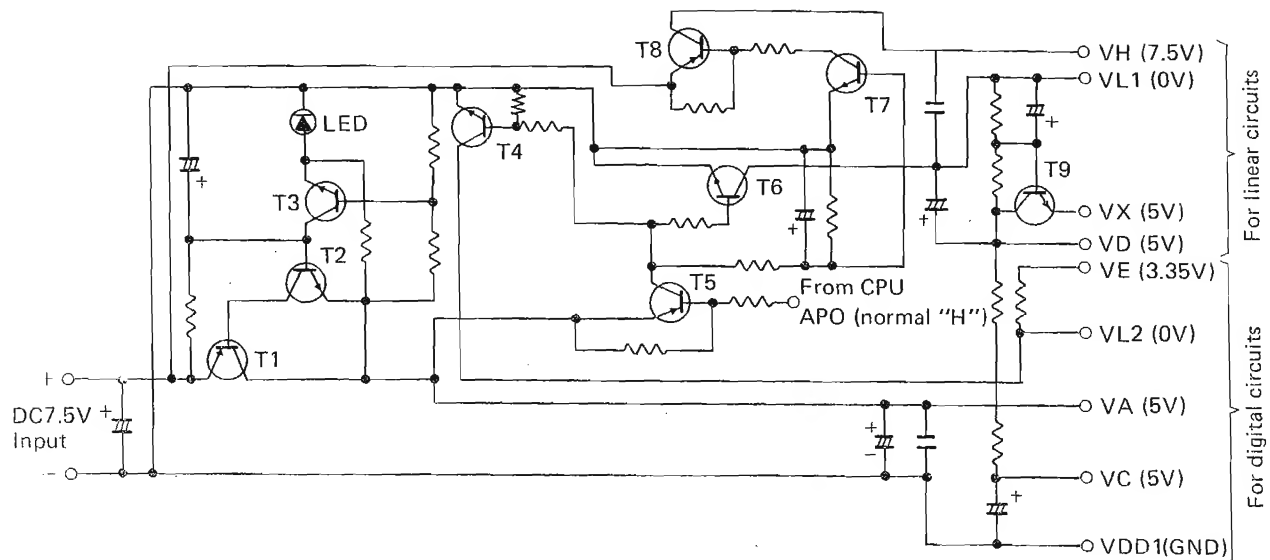 T8
VH (7.5V)
VL1 (0V)
T7
LED
T4
T9
T6
T3
VX (5V)
For linear circuits
VD (5V)
T2
VE (3.35V)
T5
From CPU
APO (normal "H")
VL2 (0V)
T1
+
DC7.5V
Input
-
VA (5V)
For digital circuits
VC (5V)
VDD1(GND)